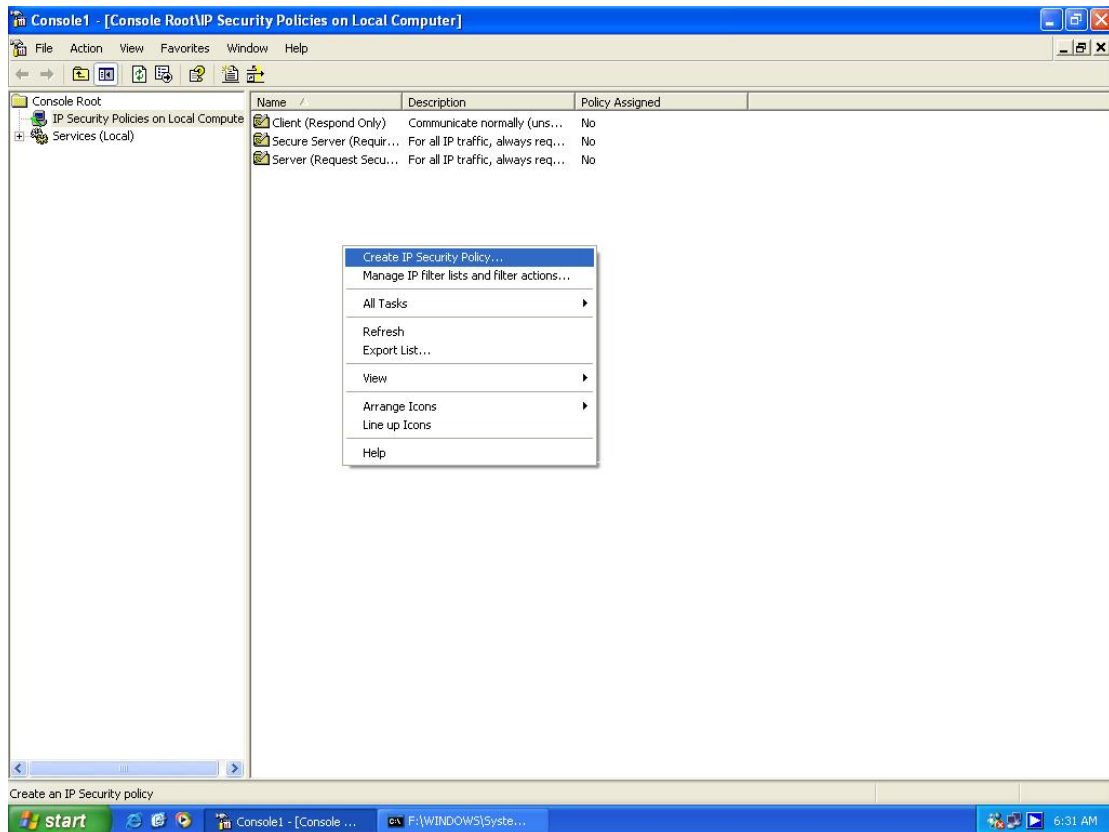 Console1 - [Console Root\IP Security Policies on Local Computer]
File Action View Favorites Window Help
Console Root
IP Security Policies on Local Compute
Services (Local)
Name Description Policy Assigned
Client (Respond Only) Communicate normally (uns... No
Secure Server (Requir... For all IP traffic, always req... No
Server (Request Secu... For all IP traffic, always req... No
Create IP Security Policy...
Manage IP filter lists and filter actions...
All Tasks
Refresh
Export List...
View
Arrange Icons
Line up Icons
Help
Create an IP Security policy
start Console1 - [Console ... F:\WINDOWS\Syste... 6:31 AM